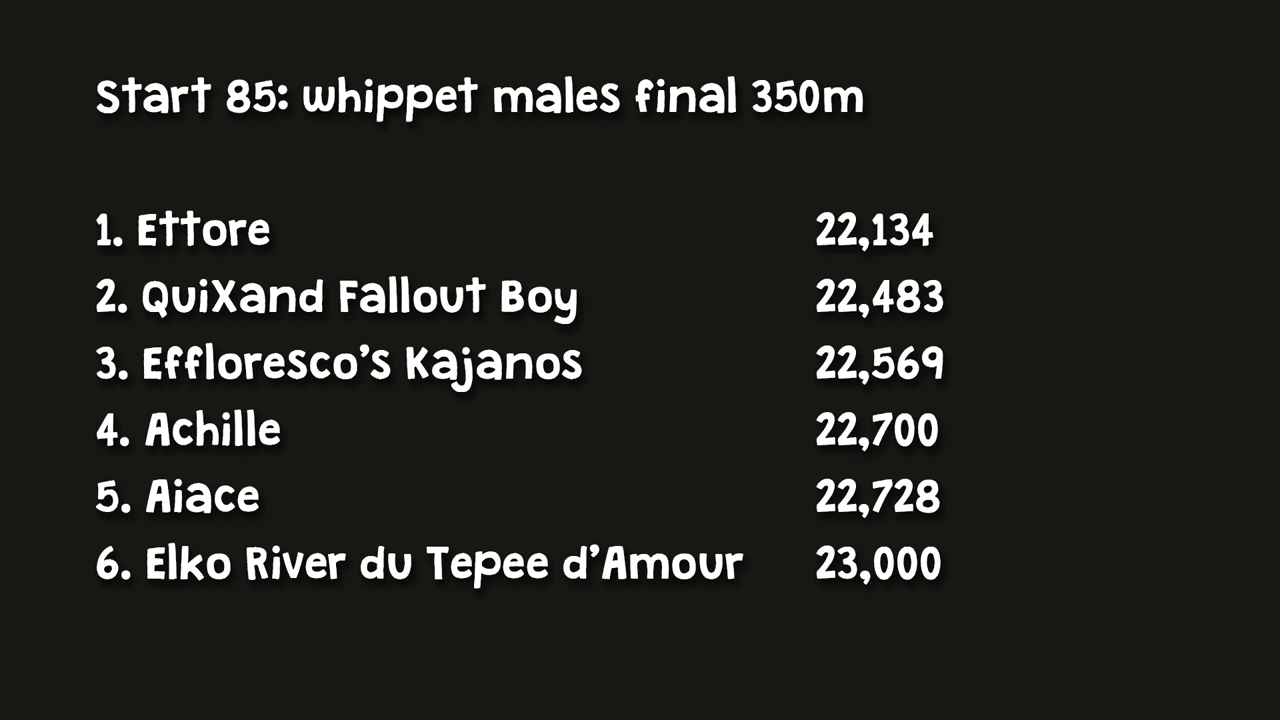 Start 85: whippet males final 350m
1. Ettore 22,134
2. QuiXand Fallout Boy 22,483
3. Effloresco's Kajanos 22,569
4. Achille 22,700
5. Aiace 22,728
6. Elko River du Tepee d'Amour 23,000